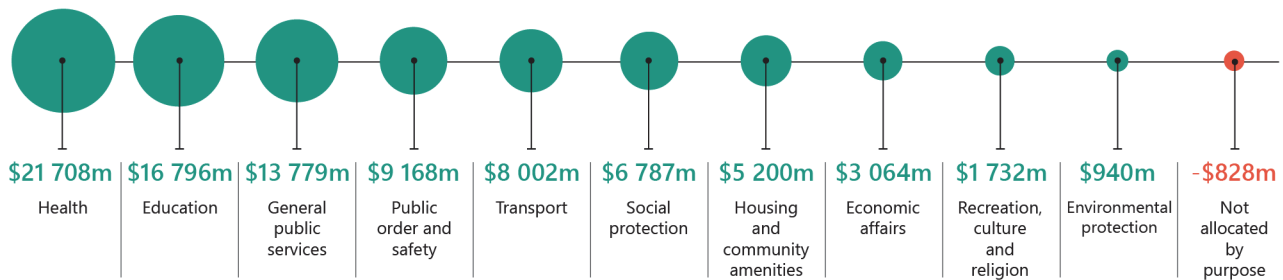 $21 708m
Health
$16 796m
Education
$13 779m
General
public
services
$9 168m
Public
order and
safety
$8 002m
Transport
$6 787m
Social
protection
$5 200m
Housing
and
community
amenities
$3 064m
Economic
affairs
$1 732m
Recreation,
culture
and
religion
$940m
Environmental
protection
-$828m
Not
allocated
by
purpose